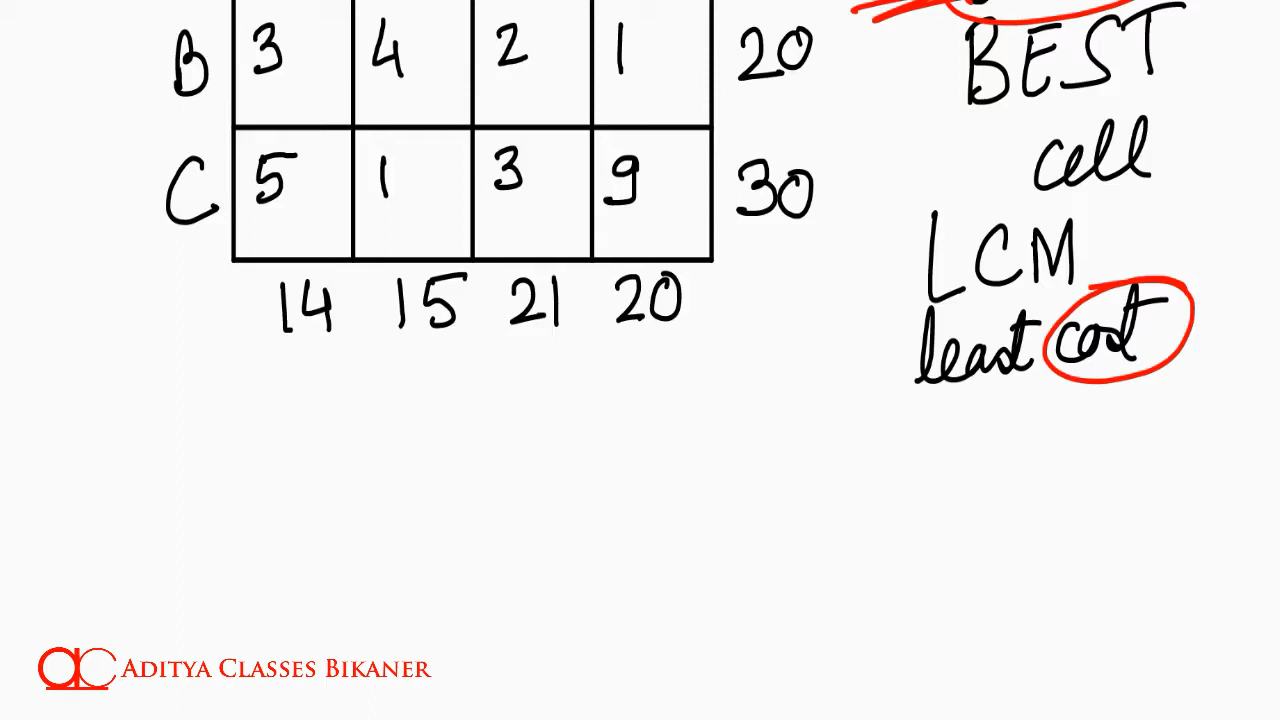 B 3 4 2 1 20
C 5 1 3 9 30
14 15 21 20
BEST
cell
LCM
least cost
ADITYA CLASSES BIKANER